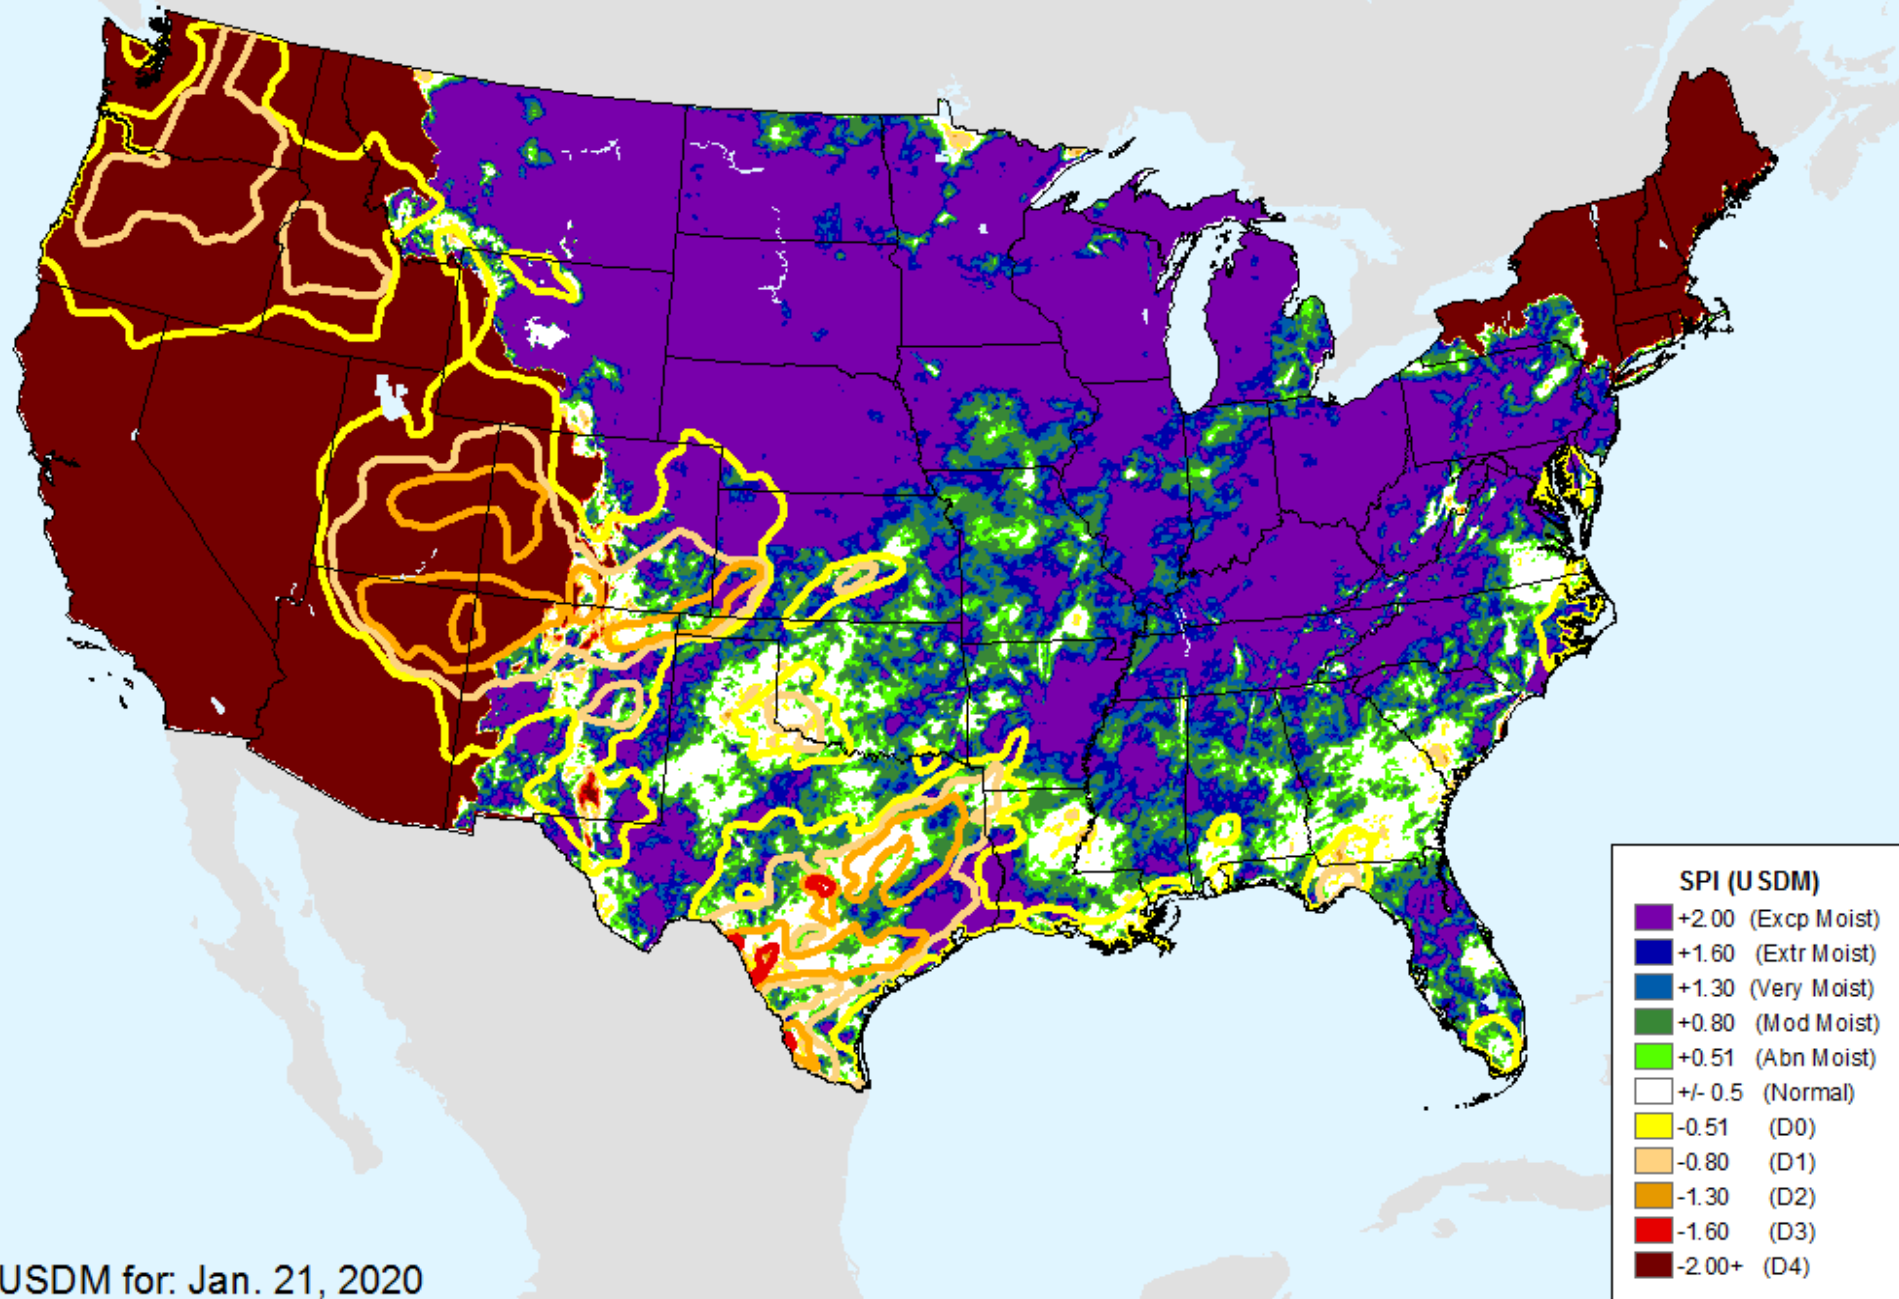 SPI (USDM)
+2.00 (Excp Moist)
+1.60 (Extr Moist)
+1.30 (Very Moist)
+0.80 (Mod Moist)
+0.51 (Abn Moist)
+/- 0.5 (Normal)
-0.51 (D0)
-0.80 (D1)
-1.30 (D2)
-1.60 (D3)
-2.00+ (D4)
USDM for: Jan. 21, 2020